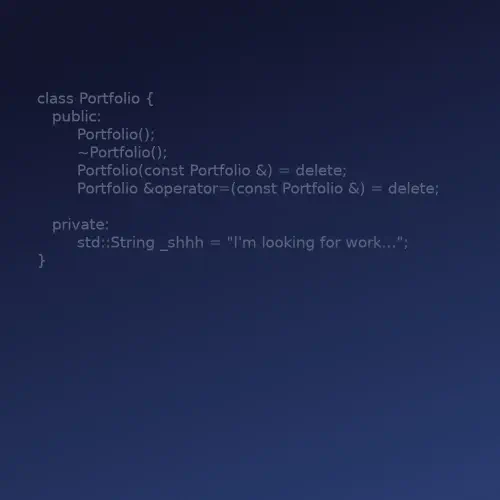 class Portfolio {
public:
Portfolio();
~Portfolio();
Portfolio(const Portfolio &) = delete;
Portfolio &operator=(const Portfolio &) = delete;
private:
std::String _shhh = "I'm looking for work...";
}